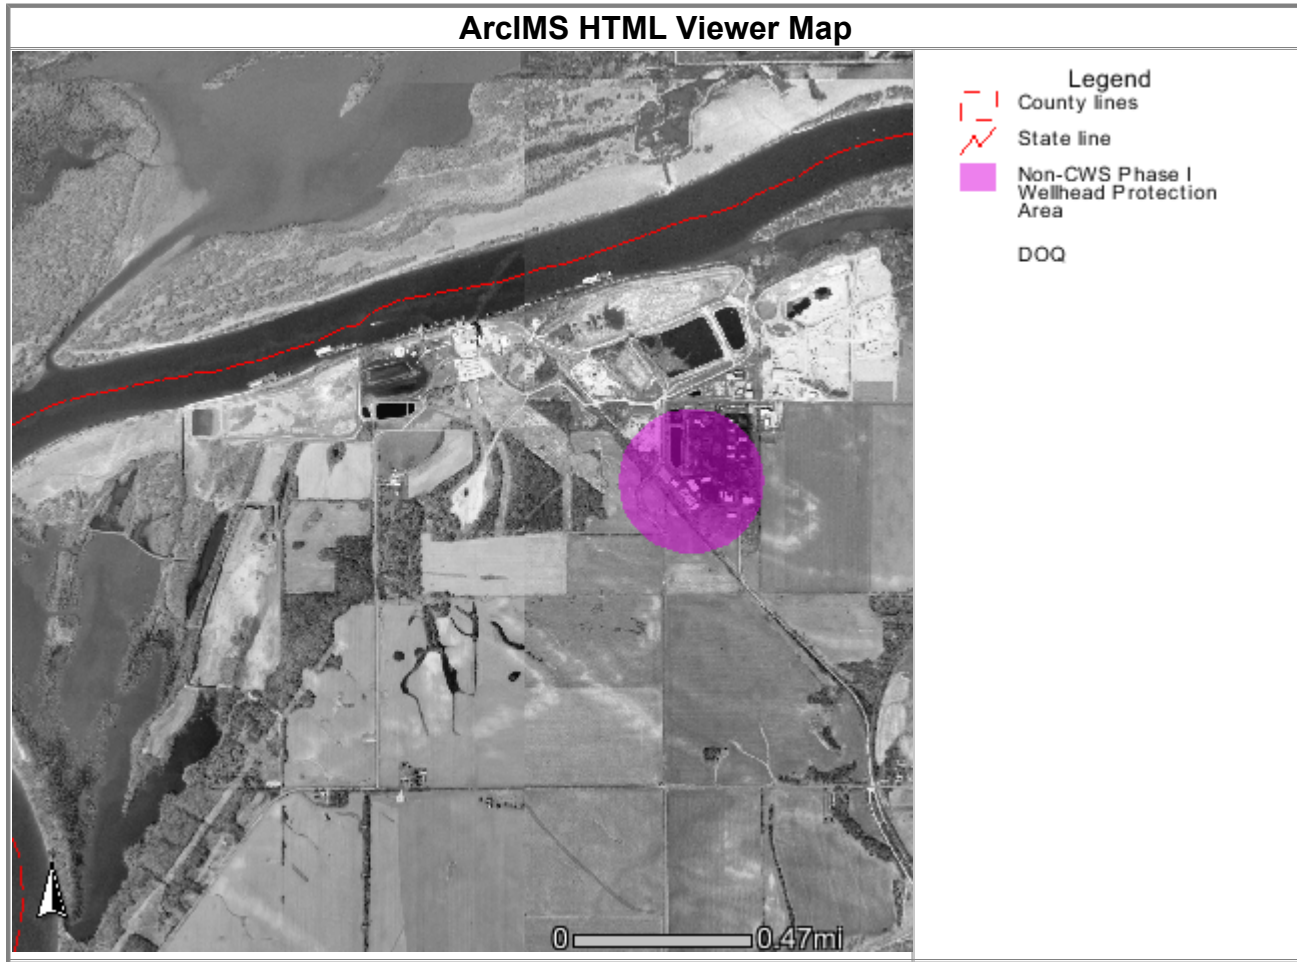 ArcIMS HTML Viewer Map
Legend
County lines
State line
Non-CWS Phase I
Wellhead Protection
Area
DOQ
0 0.47mi